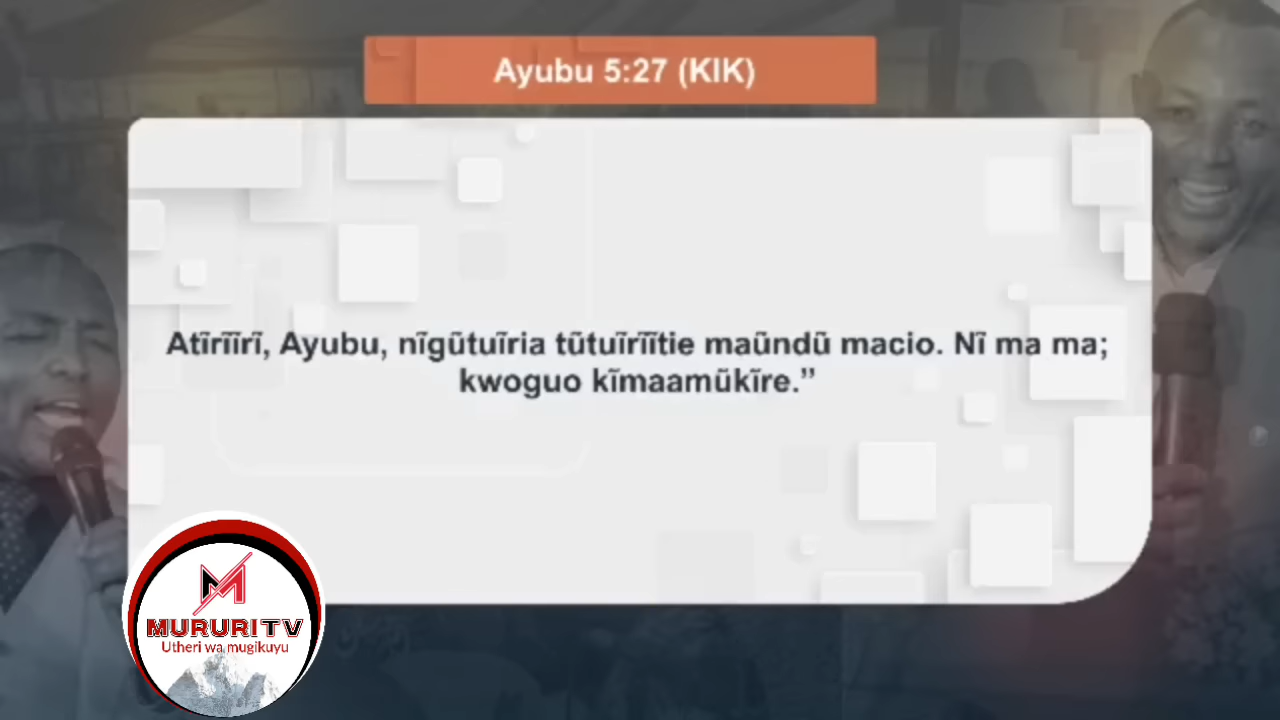 Ayubu 5:27 (KIK)
Atĩrĩĩrĩ, Ayubu, nĩgũtuĩria tũtuĩrĩĩtie maũndũ macio. Nĩ ma ma;
kwoguo kĩmaamũkĩre.”
MURURI TV
Utheri wa mugikuyu